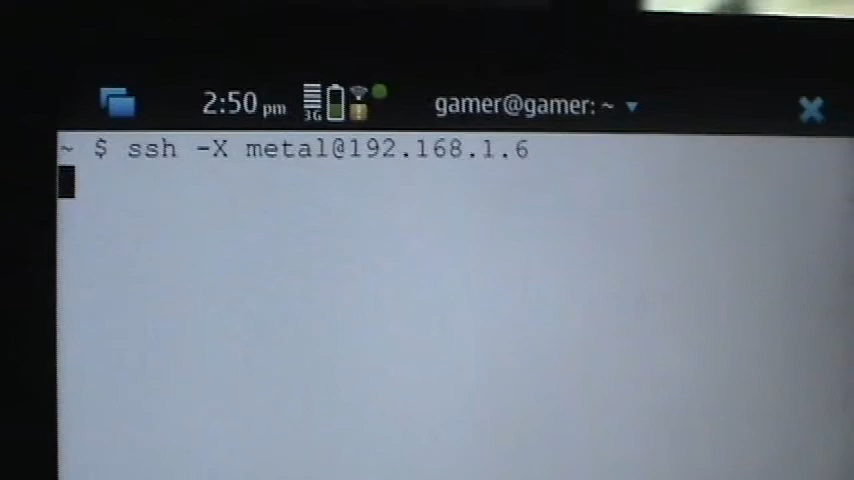 2:50 pm 3G gamer@gamer: ~
~ $ ssh -X metal@192.168.1.6